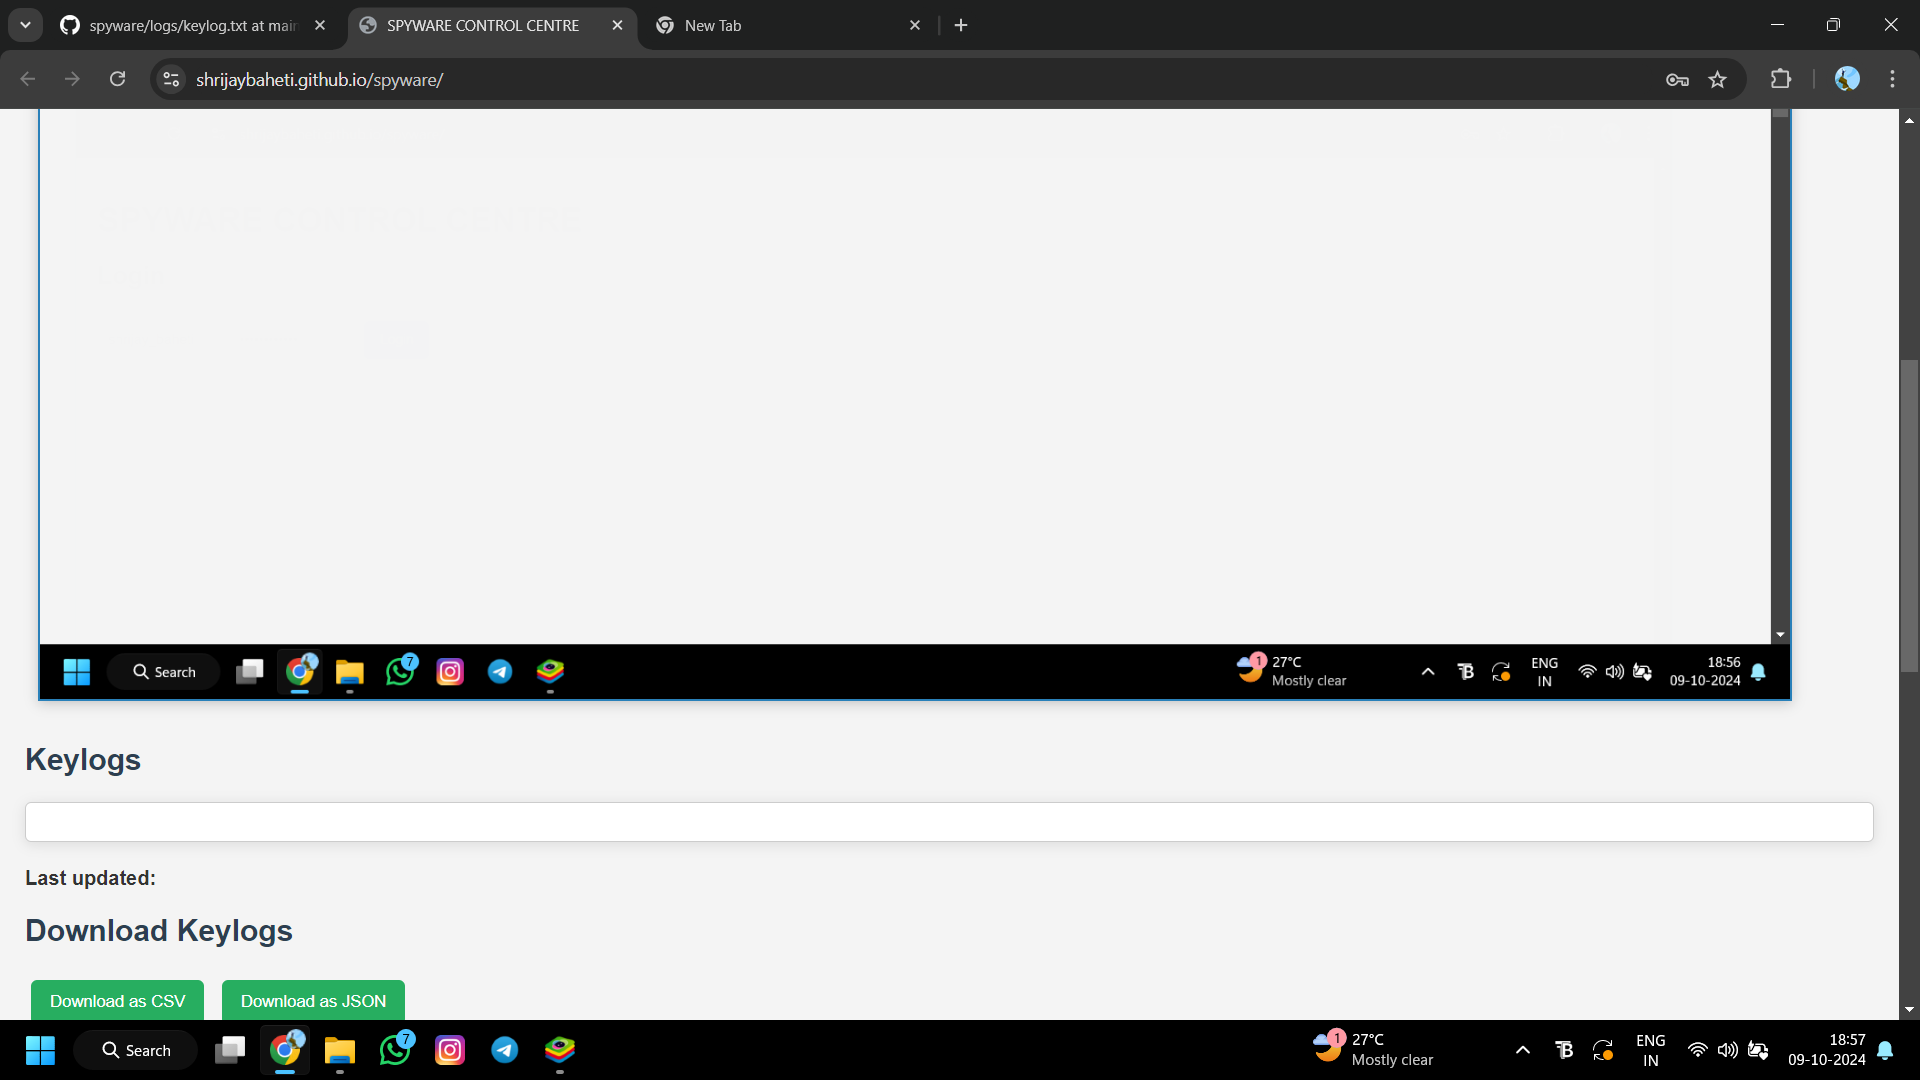 spyware/logs/keylog.txt at main
SPYWARE CONTROL CENTRE
New Tab
shrijaybaheti.github.io/spyware/
Search
7
1
27°C
Mostly clear
ENG
IN
18:56
09-10-2024
Keylogs
Last updated:
Download Keylogs
Download as CSV
Download as JSON
Search
7
1
27°C
Mostly clear
ENG
IN
18:57
09-10-2024